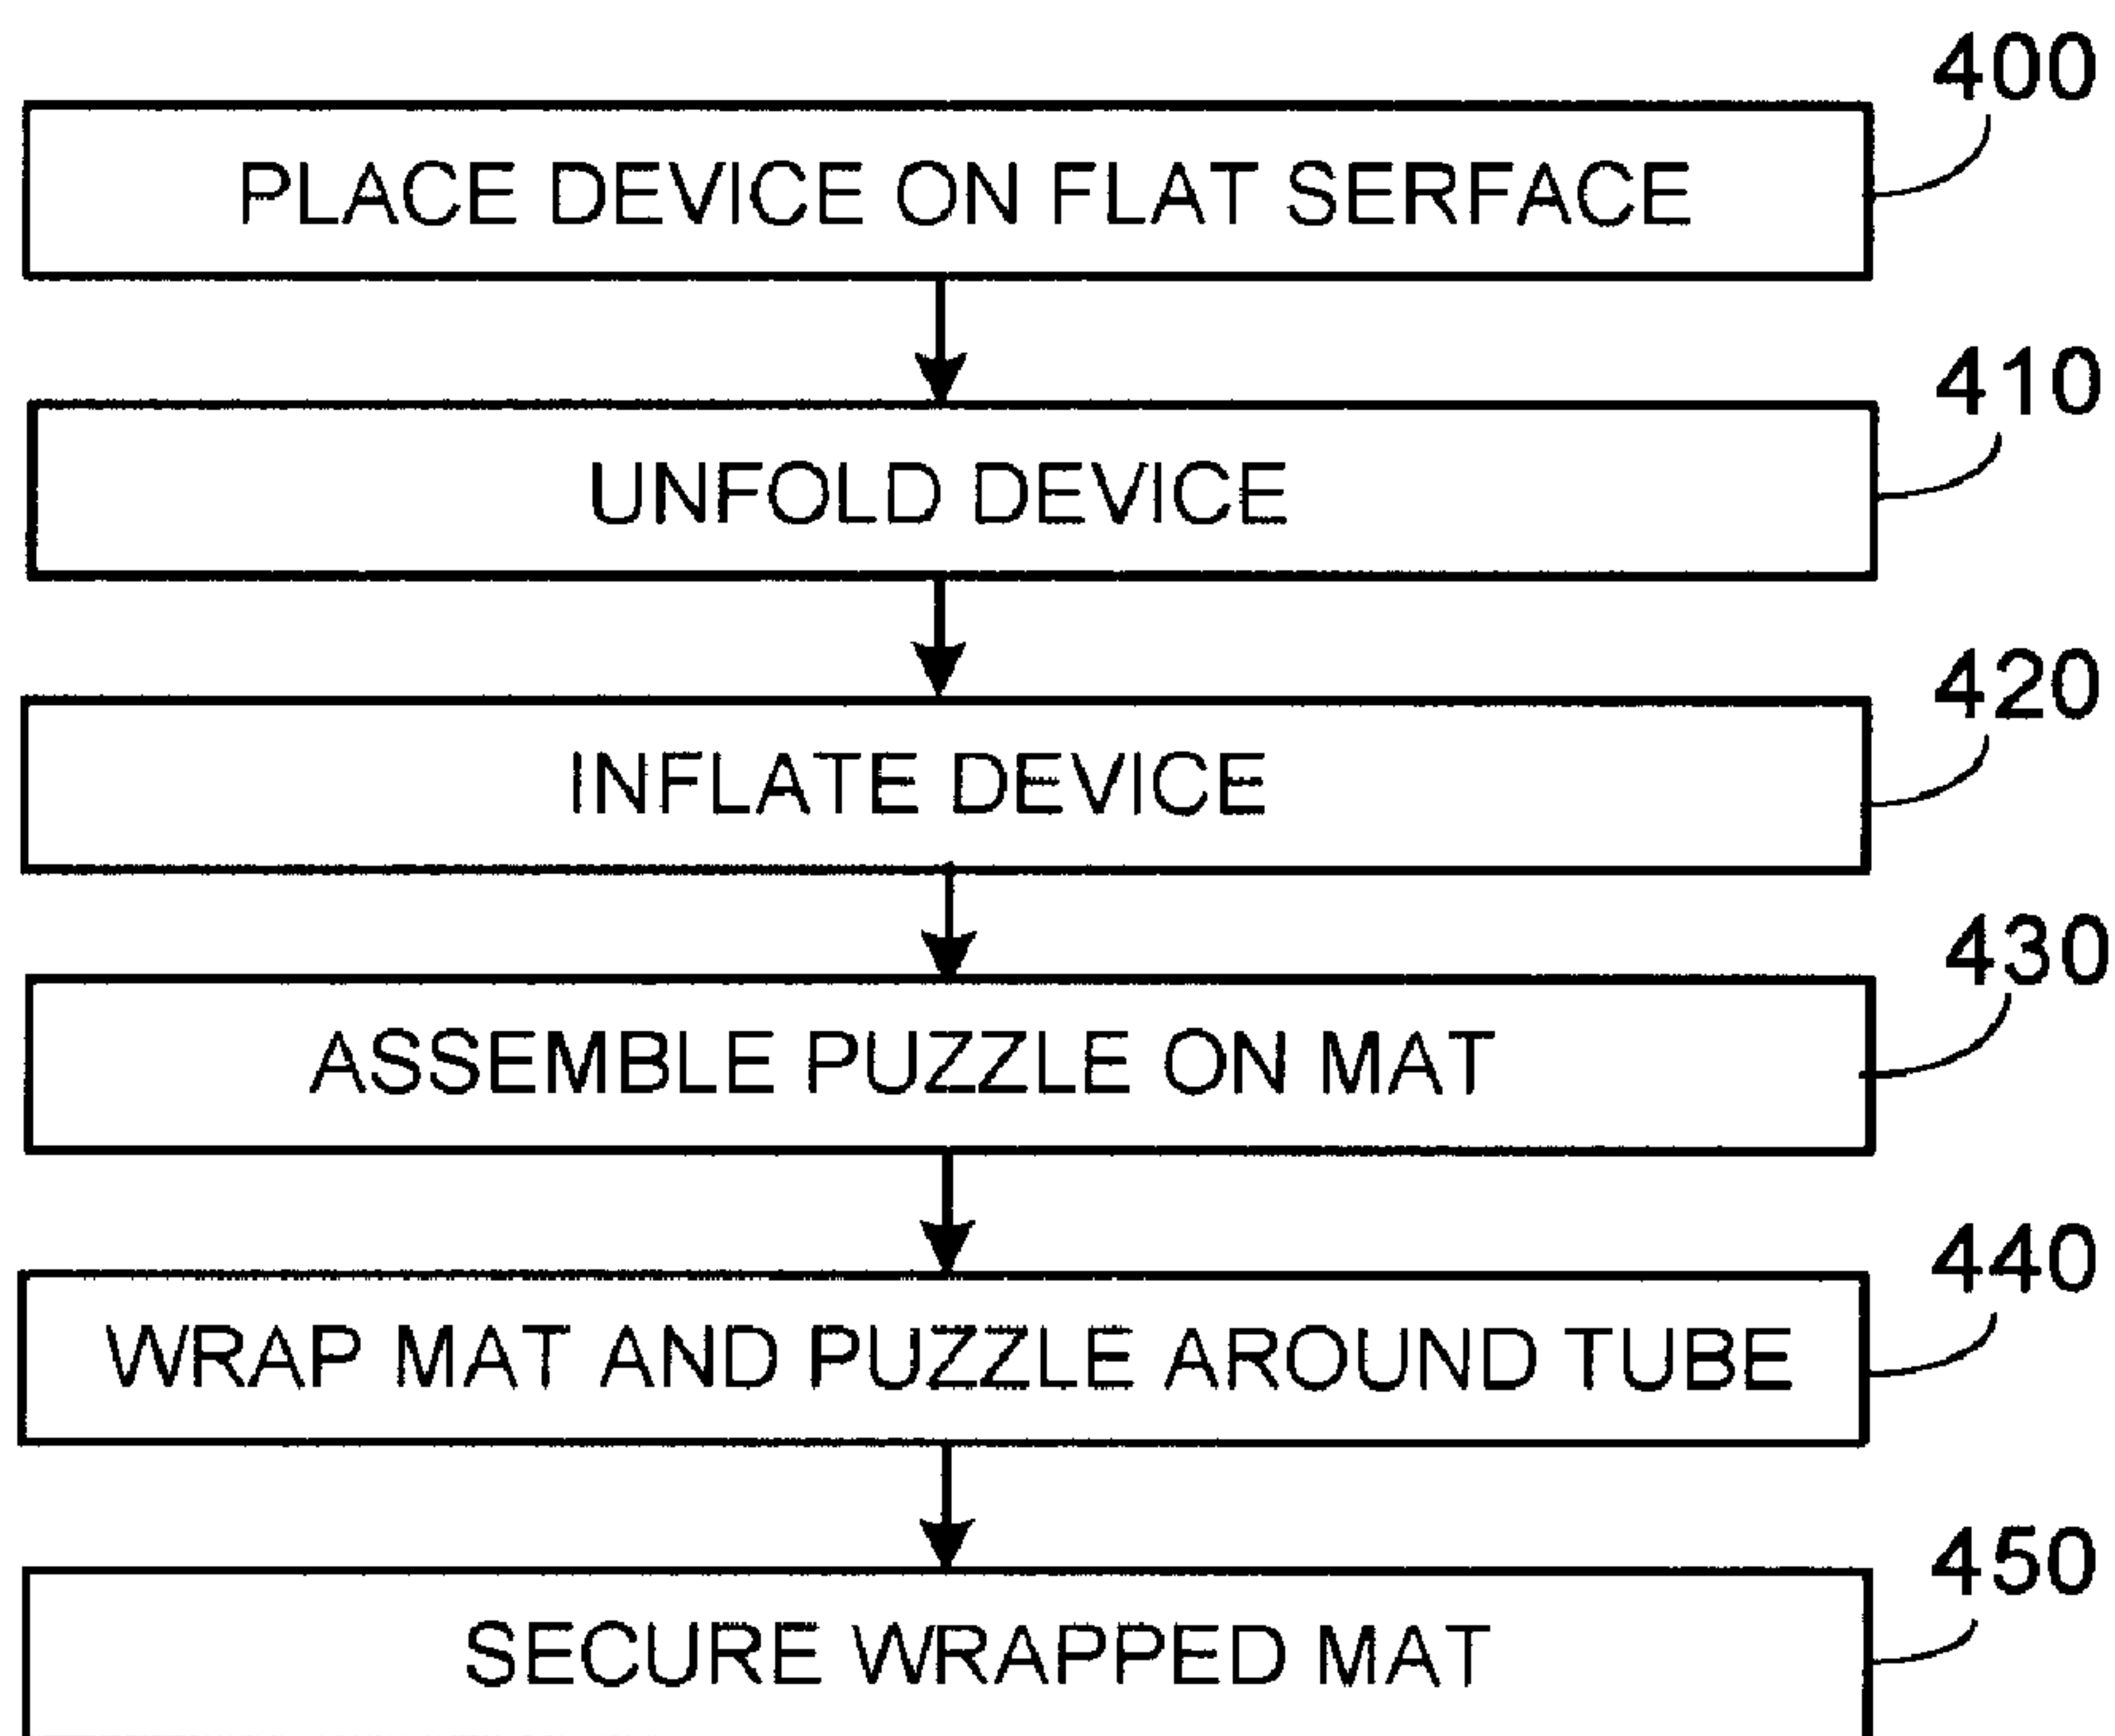 400
PLACE DEVICE ON FLAT SERFACE
410
UNFOLD DEVICE
420
INFLATE DEVICE
430
ASSEMBLE PUZZLE ON MAT
440
WRAP MAT AND PUZZLE AROUND TUBE
450
SECURE WRAPPED MAT